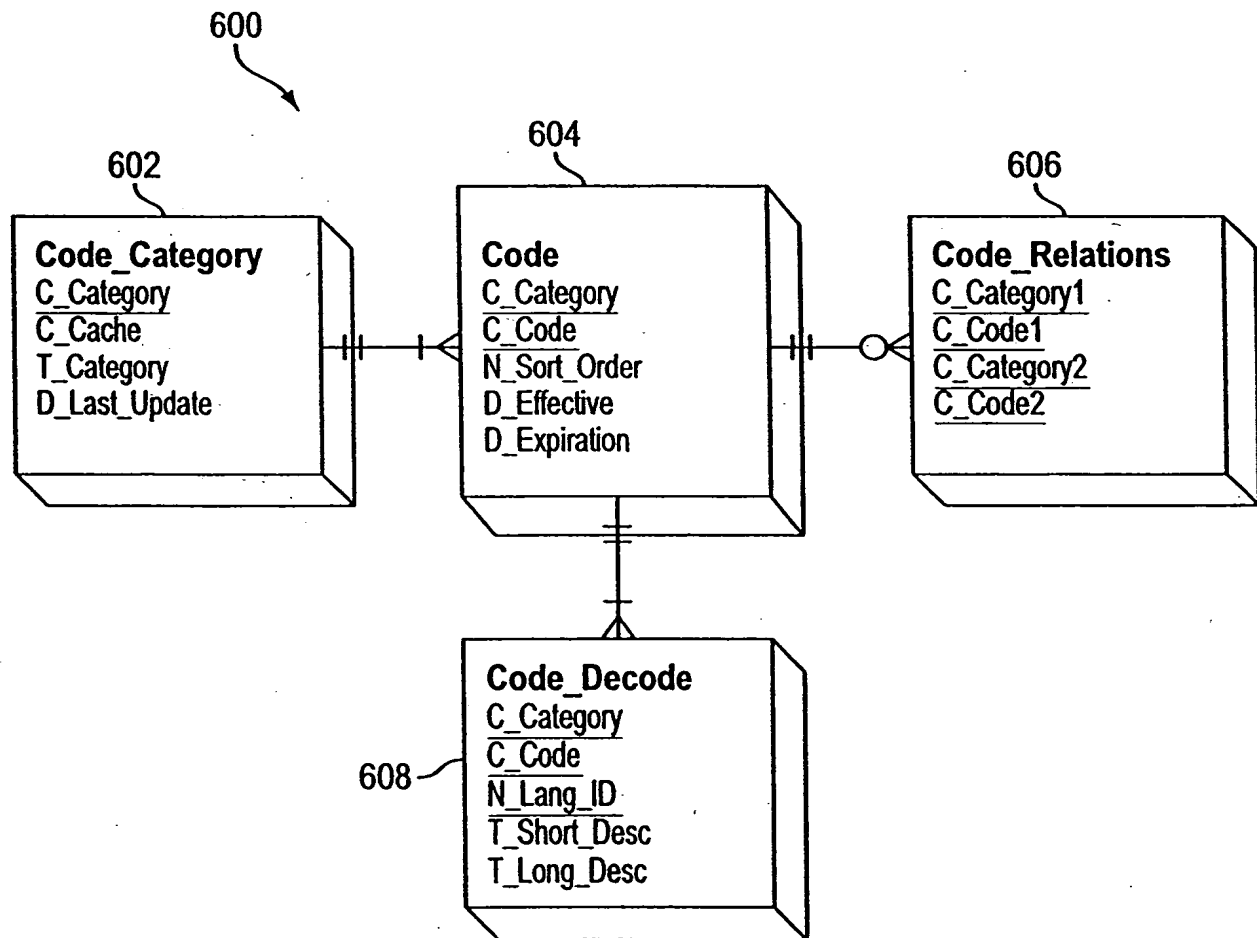 600
602
Code_Category
C_Category
C_Cache
T_Category
D_Last_Update
604
Code
C_Category
C_Code
N_Sort_Order
D_Effective
D_Expiration
606
Code_Relations
C_Category1
C_Code1
C_Category2
C_Code2
608
Code_Decode
C_Category
C_Code
N_Lang_ID
T_Short_Desc
T_Long_Desc